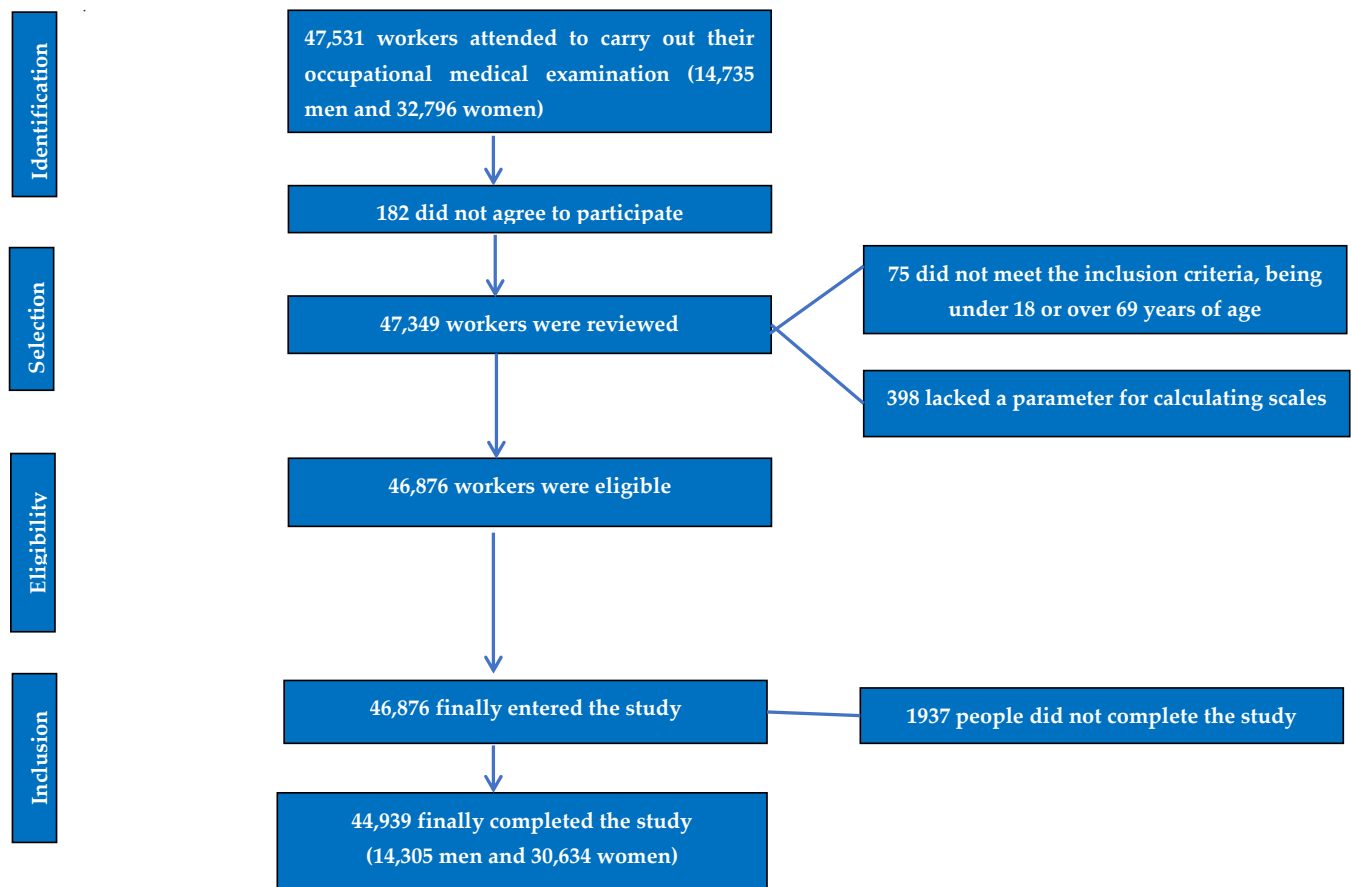 Identification
47,531 workers attended to carry out their
occupational medical examination (14,735
men and 32,796 women)
182 did not agree to participate
Selection
47,349 workers were reviewed
75 did not meet the inclusion criteria, being
under 18 or over 69 years of age
398 lacked a parameter for calculating scales
Eligibility
46,876 workers were eligible
Inclusion
46,876 finally entered the study
1937 people did not complete the study
44,939 finally completed the study
(14,305 men and 30,634 women)